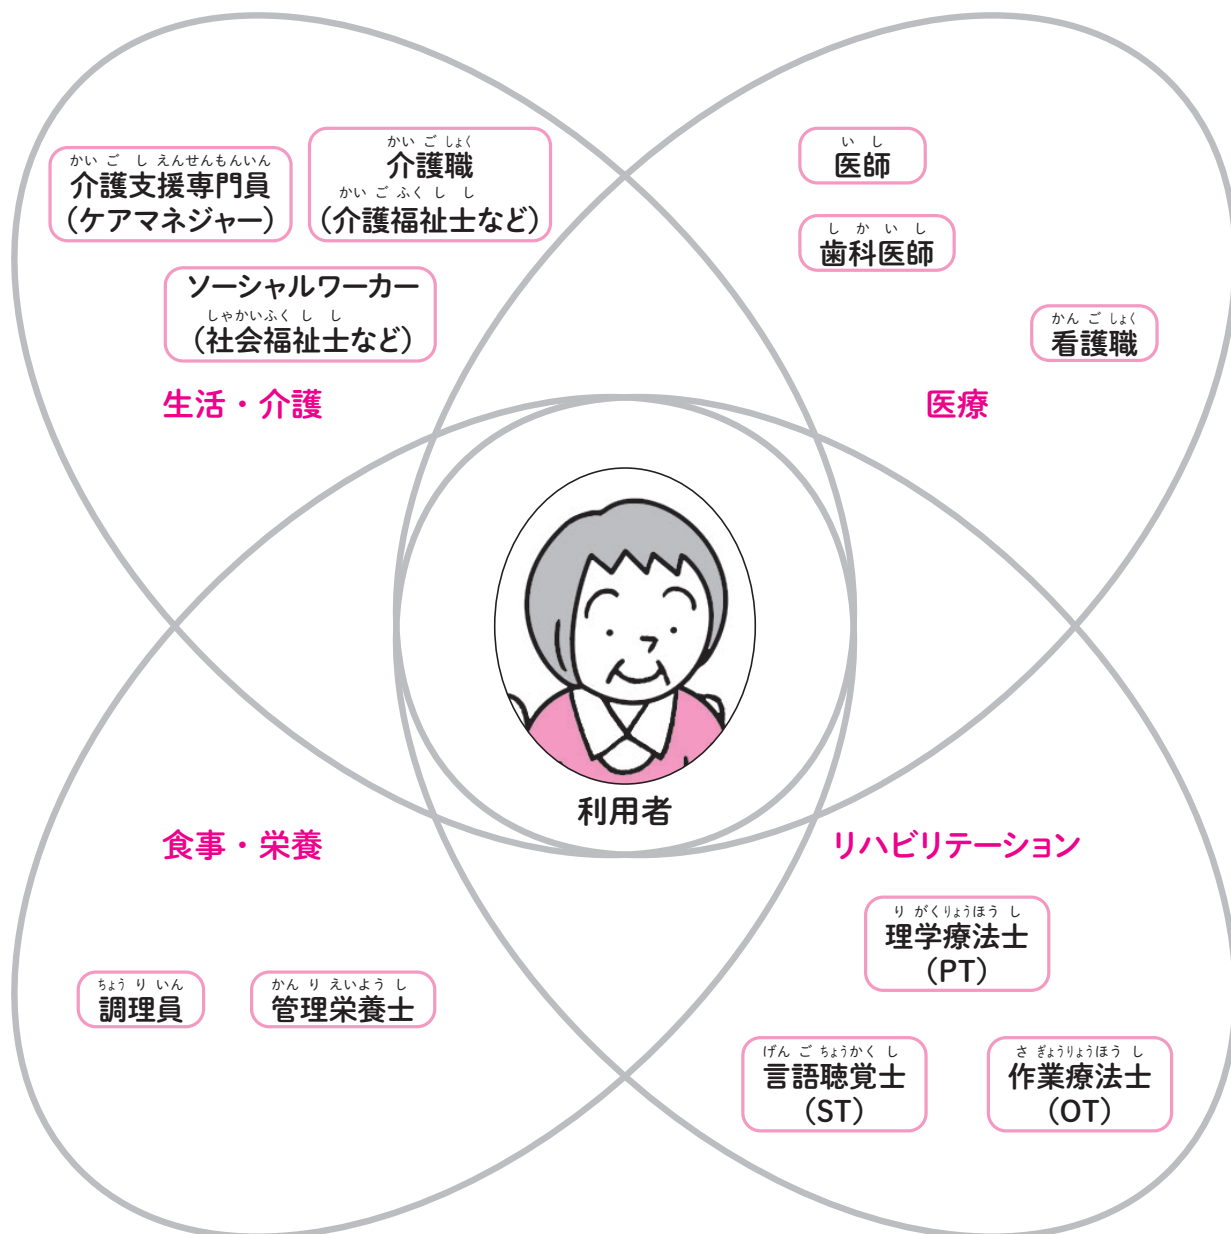 かいごしえんせんもんいん
介護支援専門員
（ケアマネジャー）
かいごしょく
介護職
かいごふくしし
（介護福祉士など）
ソーシャルワーカー
しゃかいふくしし
（社会福祉士など）
生活・介護
いし
医師
しかいし
歯科医師
かんごしょく
看護職
医療
利用者
食事・栄養
ちょうりいん
調理員
かんりえいようし
管理栄養士
リハビリテーション
りがくりょうほうし
理学療法士
（PT）
げんごちょうかくし
言語聴覚士
（ST）
さぎょうりょうほうし
作業療法士
（OT）